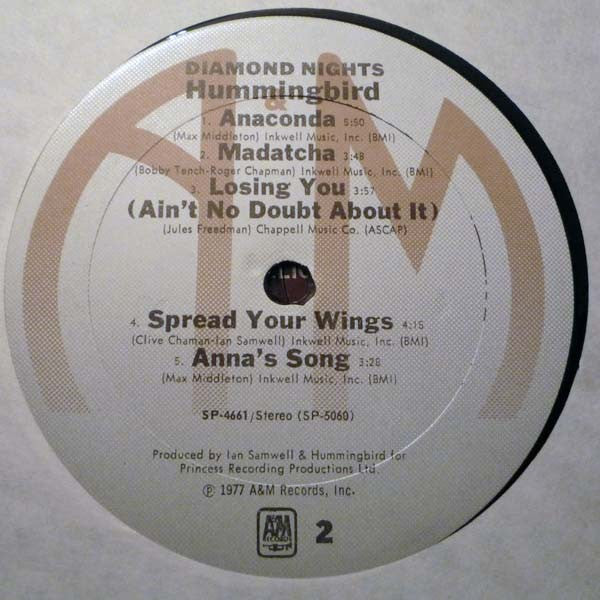 DIAMOND NIGHTS
Hummingbird
1. Anaconda 5:50
(Max Middleton) Inkwell Music, Inc. (BMI)
2. Madatcha 3:48
(Bobby Tench-Roger Chapman) Inkwell Music, Inc. (BMI)
3. Losing You 3:57
(Ain't No Doubt About It)
(Jules Freedman) Chappell Music Co. (ASCAP)
4. Spread Your Wings 4:15
(Clive Chaman-Ian Samwell) Inkwell Music, Inc. (BMI)
5. Anna's Song 3:28
(Max Middleton) Inkwell Music, Inc. (BMI)
SP-4661/Stereo (SP-5060)
Produced by Ian Samwell & Hummingbird for
Princess Recording Productions Ltd.
℗ 1977 A&M Records, Inc.
A&M
RECORDS
2
A&M